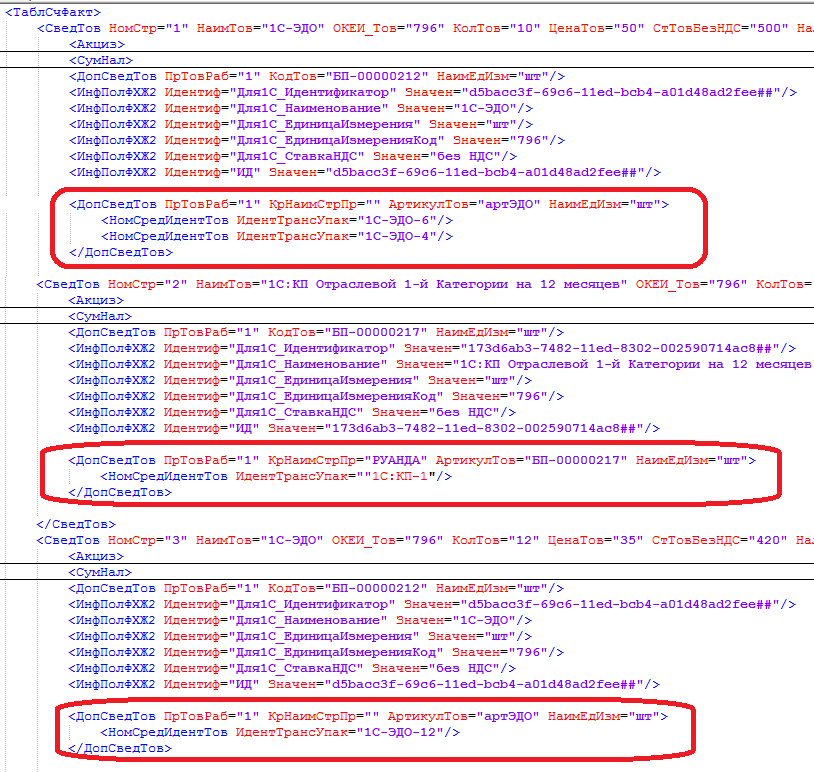 <ТаблСчФакт>
<СведТов НомСтр="1" НаимТов="1С-ЭДО" ОКЕИ_Тов="796" КолТов="10" ЦенаТов="50" СтТовБезНДС="500" На
<Акциз>
<СумНал>
<ДопСведТов ПрТовРаб="1" КодТов="БП-00000212" НаимЕдИзм="шт"/>
<ИнфПолФХЖ2 Идентиф="Для1С_Идентификатор" Значен="d5bacc3f-69c6-11ed-bcb4-a01d48ad2fee##"/>
<ИнфПолФХЖ2 Идентиф="Для1С_Наименование" Значен="1С-ЭДО"/>
<ИнфПолФХЖ2 Идентиф="Для1С_ЕдиницаИзмерения" Значен="шт"/>
<ИнфПолФХЖ2 Идентиф="Для1С_ЕдиницаИзмеренияКод" Значен="796"/>
<ИнфПолФХЖ2 Идентиф="Для1С_СтавкаНДС" Значен="без НДС"/>
<ИнфПолФХЖ2 Идентиф="ИД" Значен="d5bacc3f-69c6-11ed-bcb4-a01d48ad2fee##"/>
<ДопСведТов ПрТовРаб="1" КрНаимСтрПр="" АртикулТов="артЭДО" НаимЕдИзм="шт">
<НомСредИдентТов ИдентТрансУпак="1С-ЭДО-6"/>
<НомСредИдентТов ИдентТрансУпак="1С-ЭДО-4"/>
</ДопСведТов>
<СведТов НомСтр="2" НаимТов="1С:КП Отраслевой 1-й Категории на 12 месяцев" ОКЕИ_Тов="796" КолТов=
<Акциз>
<СумНал>
<ДопСведТов ПрТовРаб="1" КодТов="БП-00000217" НаимЕдИзм="шт"/>
<ИнфПолФХЖ2 Идентиф="Для1С_Идентификатор" Значен="173d6ab3-7482-11ed-8302-002590714ac8##"/>
<ИнфПолФХЖ2 Идентиф="Для1С_Наименование" Значен="1С:КП Отраслевой 1-й Категории на 12 месяцев
<ИнфПолФХЖ2 Идентиф="Для1С_ЕдиницаИзмерения" Значен="шт"/>
<ИнфПолФХЖ2 Идентиф="Для1С_ЕдиницаИзмеренияКод" Значен="796"/>
<ИнфПолФХЖ2 Идентиф="Для1С_СтавкаНДС" Значен="без НДС"/>
<ИнфПолФХЖ2 Идентиф="ИД" Значен="173d6ab3-7482-11ed-8302-002590714ac8##"/>
<ДопСведТов ПрТовРаб="1" КрНаимСтрПр="РУАНДА" АртикулТов="БП-00000217" НаимЕдИзм="шт">
<НомСредИдентТов ИдентТрансУпак=""1С:КП-1"/>
</ДопСведТов>
</СведТов>
<СведТов НомСтр="3" НаимТов="1С-ЭДО" ОКЕИ_Тов="796" КолТов="12" ЦенаТов="35" СтТовБезНДС="420" На
<Акциз>
<СумНал>
<ДопСведТов ПрТовРаб="1" КодТов="БП-00000212" НаимЕдИзм="шт"/>
<ИнфПолФХЖ2 Идентиф="Для1С_Идентификатор" Значен="d5bacc3f-69c6-11ed-bcb4-a01d48ad2fee##"/>
<ИнфПолФХЖ2 Идентиф="Для1С_Наименование" Значен="1С-ЭДО"/>
<ИнфПолФХЖ2 Идентиф="Для1С_ЕдиницаИзмерения" Значен="шт"/>
<ИнфПолФХЖ2 Идентиф="Для1С_ЕдиницаИзмеренияКод" Значен="796"/>
<ИнфПолФХЖ2 Идентиф="Для1С_СтавкаНДС" Значен="без НДС"/>
<ИнфПолФХЖ2 Идентиф="ИД" Значен="d5bacc3f-69c6-11ed-bcb4-a01d48ad2fee##"/>
<ДопСведТов ПрТовРаб="1" КрНаимСтрПр="" АртикулТов="артЭДО" НаимЕдИзм="шт">
<НомСредИдентТов ИдентТрансУпак="1С-ЭДО-12"/>
</ДопСведТов>